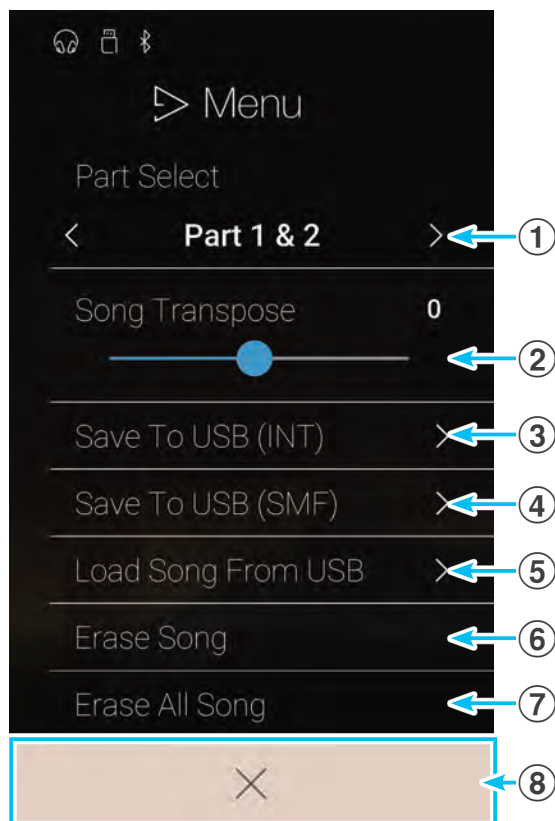 Menu
Part Select
Part 1 & 2 ①
Song Transpose 0
②
Save To USB (INT) ③
Save To USB (SMF) ④
Load Song From USB ⑤
Erase Song ⑥
Erase All Song ⑦
⑧